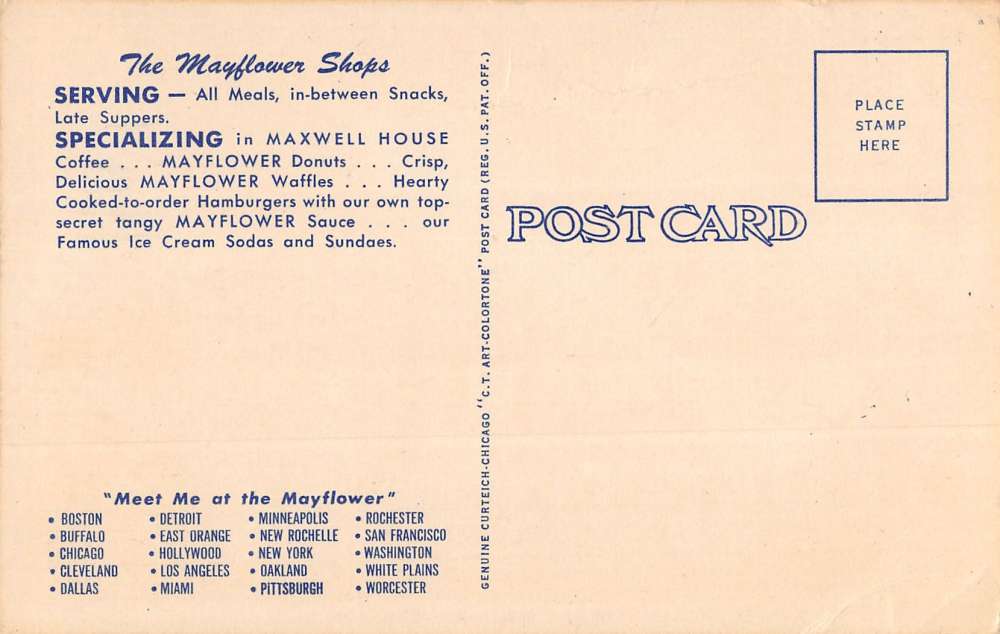 The Mayflower Shops
SERVING — All Meals, in-between Snacks,
Late Suppers.
SPECIALIZING in MAXWELL HOUSE
Coffee . . . MAYFLOWER Donuts . . . Crisp,
Delicious MAYFLOWER Waffles . . . Hearty
Cooked-to-order Hamburgers with our own top-
secret tangy MAYFLOWER Sauce . . . our
Famous Ice Cream Sodas and Sundaes.
"Meet Me at the Mayflower"
• BOSTON • DETROIT • MINNEAPOLIS • ROCHESTER
• BUFFALO • EAST ORANGE • NEW ROCHELLE • SAN FRANCISCO
• CHICAGO • HOLLYWOOD • NEW YORK • WASHINGTON
• CLEVELAND • LOS ANGELES • OAKLAND • WHITE PLAINS
• DALLAS • MIAMI • PITTSBURGH • WORCESTER
GENUINE CURTEICH-CHICAGO "C.T. ART-COLORTONE" POST CARD (REG. U.S. PAT. OFF.)
POST CARD
PLACE
STAMP
HERE